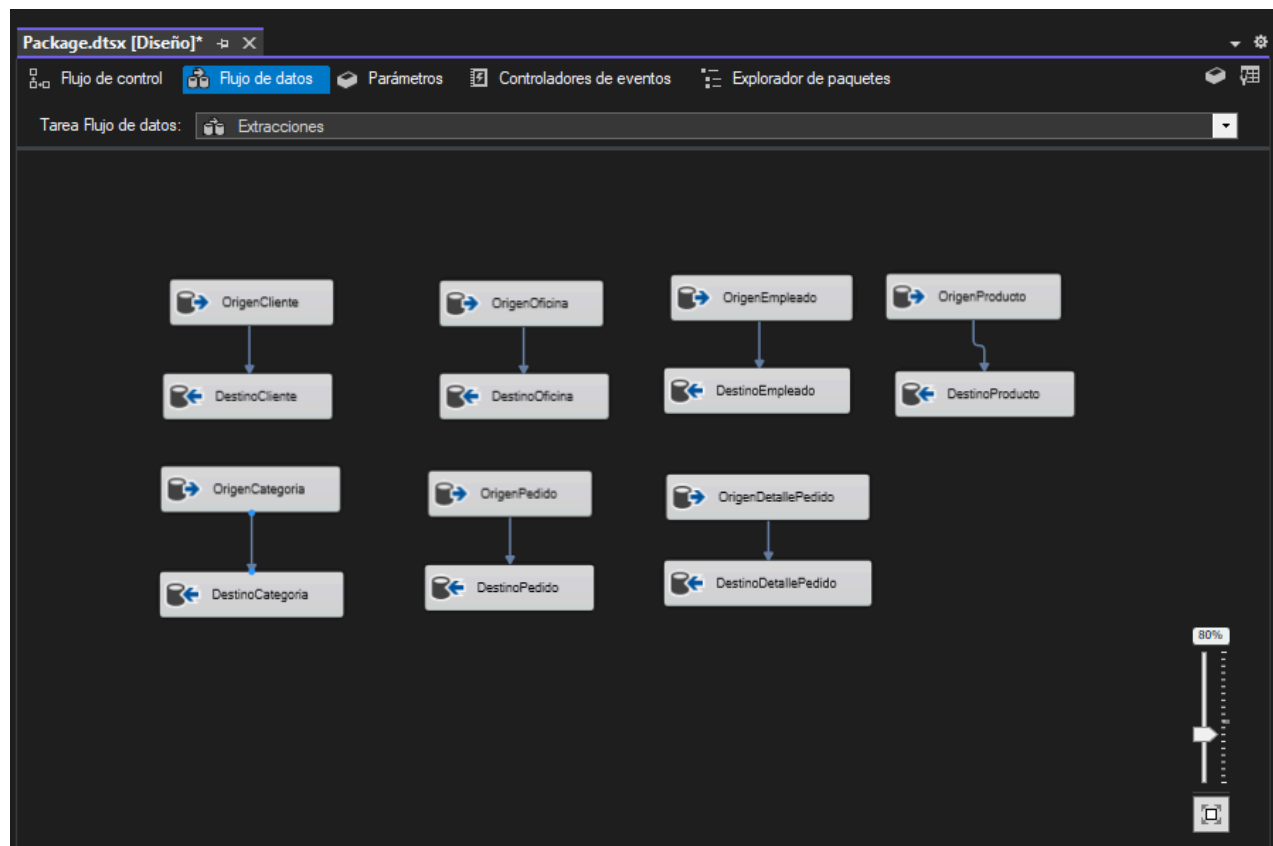 Package.dtsx [Diseño]*
Flujo de control Flujo de datos Parámetros Controladores de eventos Explorador de paquetes
Tarea Flujo de datos: Extracciones
OrigenCliente OrigenOficina OrigenEmpleado OrigenProducto
DestinoCliente DestinoOficina DestinoEmpleado DestinoProducto
OrigenCategoria OrigenPedido OrigenDetallePedido
DestinoCategoria DestinoPedido DestinoDetallePedido
80%